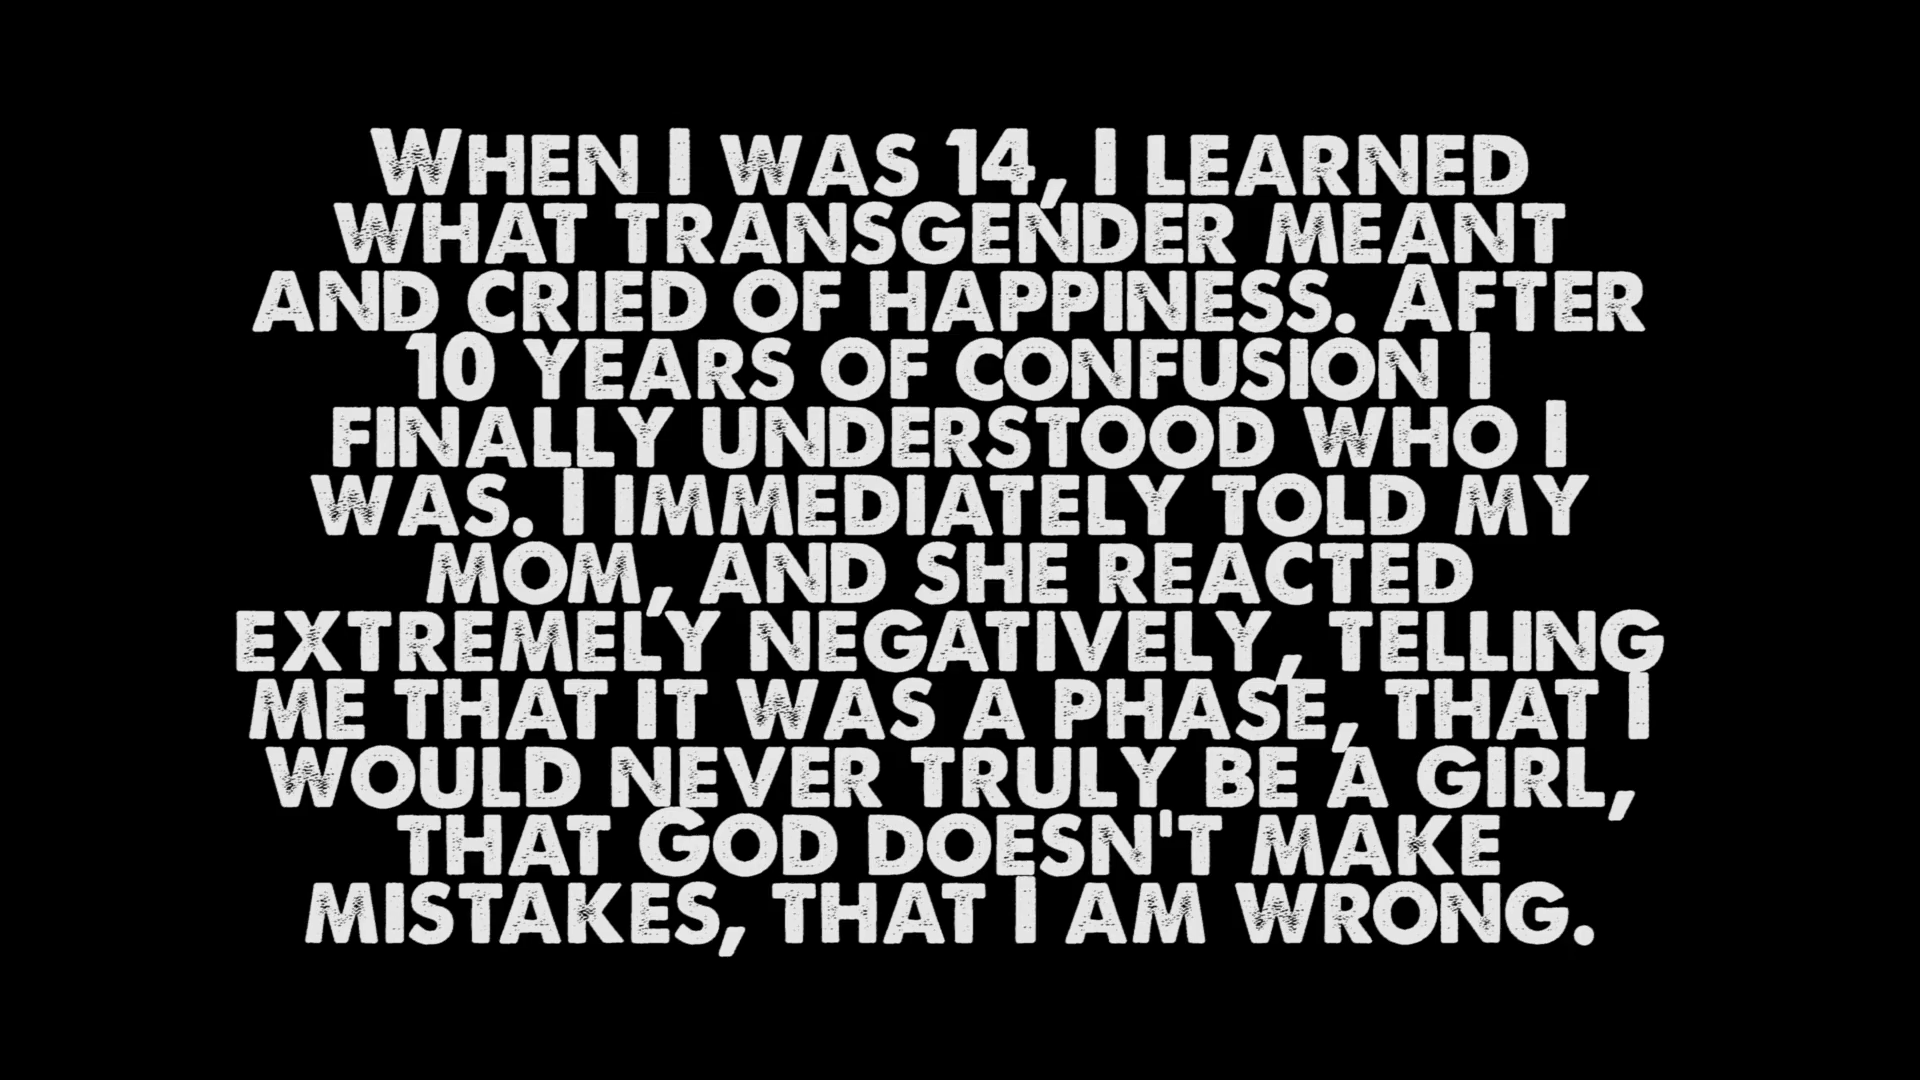 When I was 14, I learned
what transgender meant
and cried of happiness. After
10 years of confusion I
finally understood who I
was. I immediately told my
mom, and she reacted
extremely negatively, telling
me that it was a phase, that I
would never truly be a girl,
that God doesn't make
mistakes, that I am wrong.